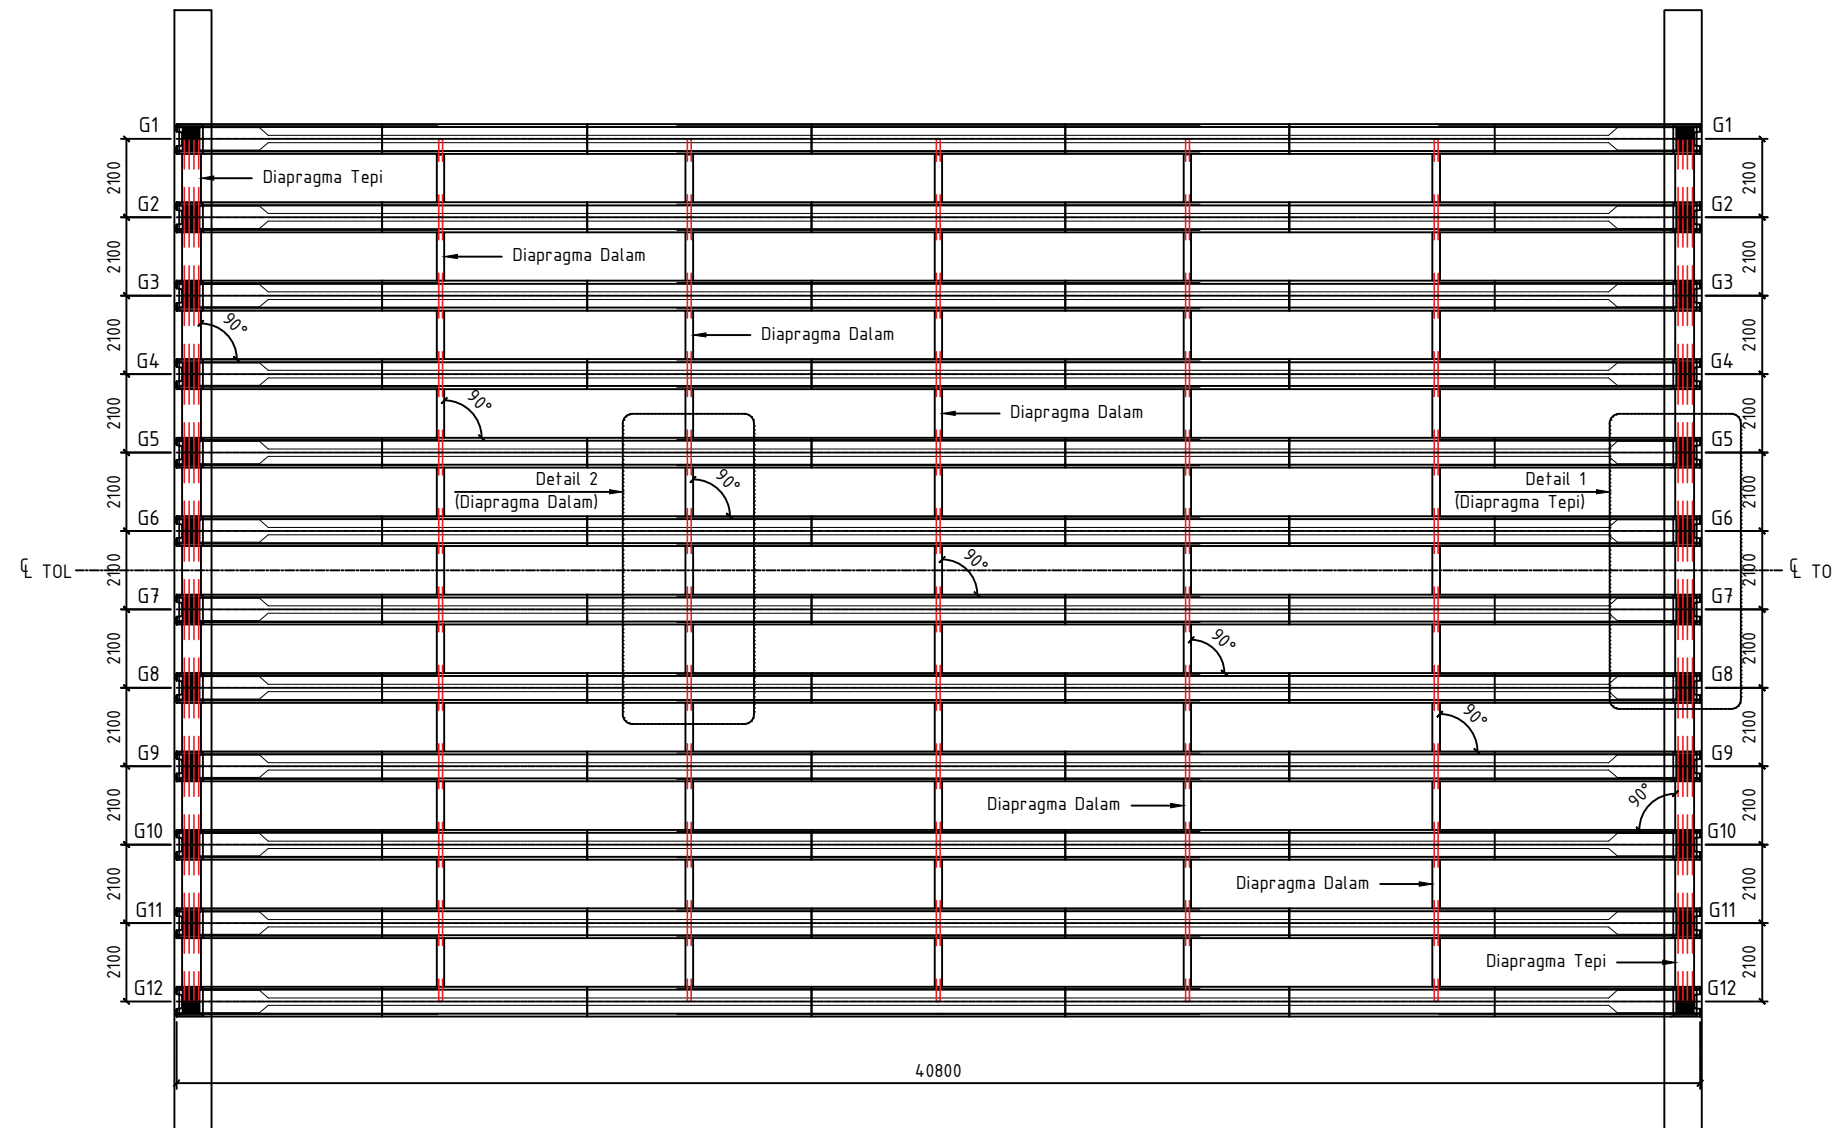 G1
G1
2100
Diapragma Tepi
2100
G2
G2
2100
Diapragma Dalam
2100
G3
G3
2100
90°
Diapragma Dalam
2100
G4
G4
2100
90°
Diapragma Dalam
2100
G5
G5
2100
Detail 2
(Diapragma Dalam)
90°
Detail 1
(Diapragma Tepi)
2100
G6
G6
℄ TOL
2100
90°
2100
℄ TO
G7
G7
2100
90°
2100
G8
G8
2100
90°
2100
G9
G9
2100
Diapragma Dalam
90°
2100
G10
G10
2100
Diapragma Dalam
2100
G11
G11
2100
Diapragma Tepi
2100
G12
G12
40800